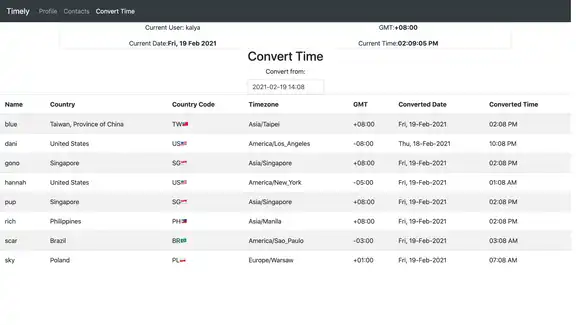 Timely Profile Contacts Convert Time
Current User: kalya GMT:+08:00
Current Date:Fri, 19 Feb 2021 Current Time:02:09:05 PM
Convert Time
Convert from:
2021-02-19 14:08
Name Country Country Code Timezone GMT Converted Date Converted Time
blue Taiwan, Province of China TW Asia/Taipei +08:00 Fri, 19-Feb-2021 02:08 PM
dani United States US America/Los_Angeles -08:00 Thu, 18-Feb-2021 10:08 PM
gono Singapore SG Asia/Singapore +08:00 Fri, 19-Feb-2021 02:08 PM
hannah United States US America/New_York -05:00 Fri, 19-Feb-2021 01:08 AM
pup Singapore SG Asia/Singapore +08:00 Fri, 19-Feb-2021 02:08 PM
rich Philippines PH Asia/Manila +08:00 Fri, 19-Feb-2021 02:08 PM
scar Brazil BR America/Sao_Paulo -03:00 Fri, 19-Feb-2021 03:08 AM
sky Poland PL Europe/Warsaw +01:00 Fri, 19-Feb-2021 07:08 AM